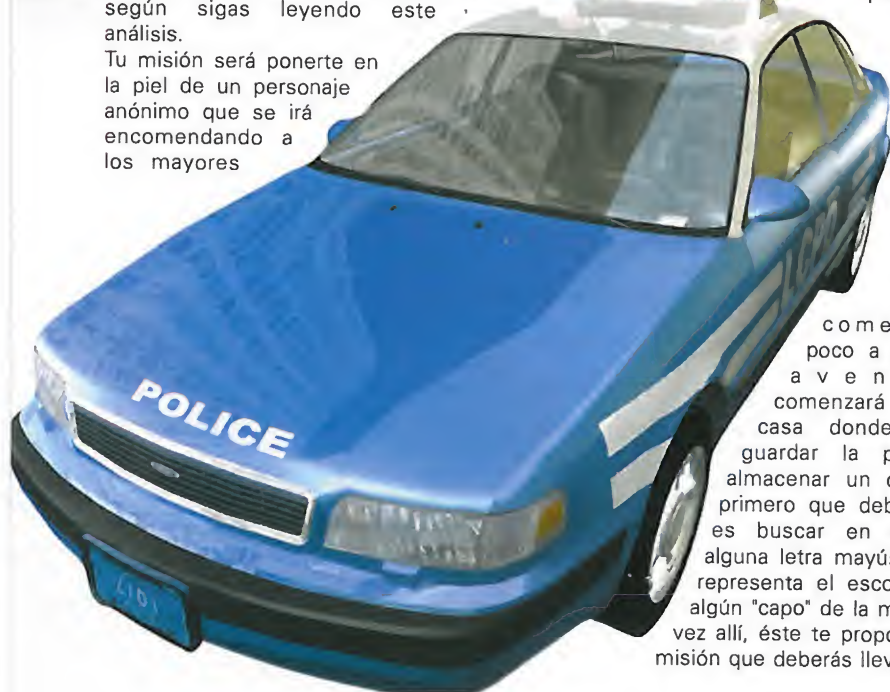 según sigas leyendo este
análisis.
Tu misión será ponerte en
la piel de un personaje
anónimo que se irá
encomendando a
los mayores
POLICE
LCPD
come
poco a
aven
comenzará
casa donde
guardar la p
almacenar un
primero que deb
es buscar en
alguna letra mayú
representa el esco
algún "capo" de la m
vez allí, éste te propo
misión que deberás llev